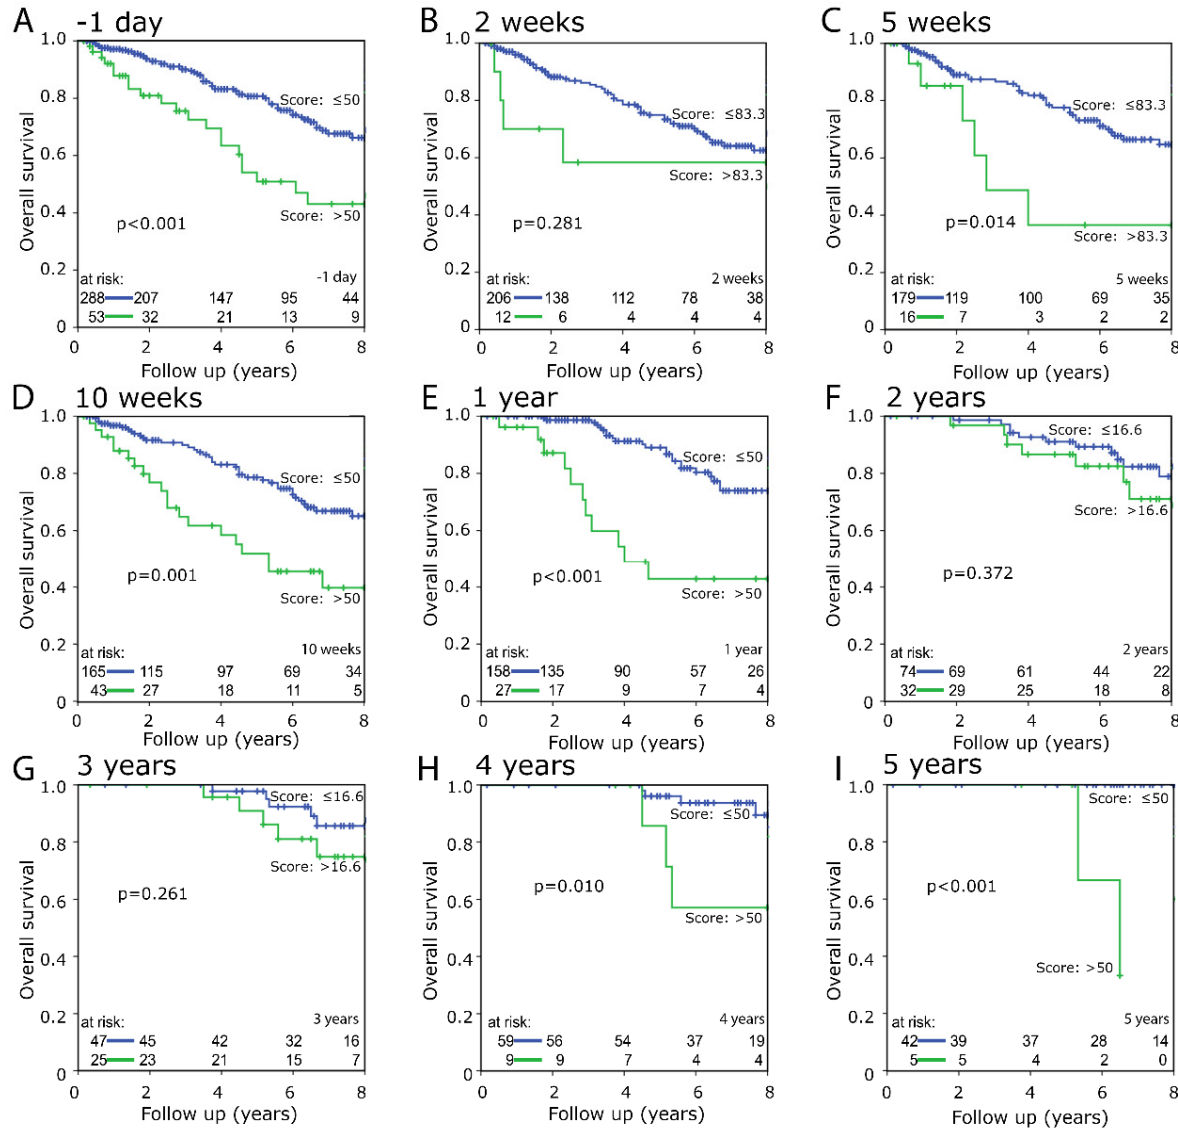 A -1 day
1.0
0.8
0.6
0.4
0.2
0
Overall survival
Score: ≤50
Score: >50
p<0.001
at risk: -1 day
288 207 147 95 44
53 32 21 13 9
0 2 4 6 8
Follow up (years)
B 2 weeks
1.0
0.8
0.6
0.4
0.2
0
Overall survival
Score: ≤83.3
Score: >83.3
p=0.281
at risk: 2 weeks
206 138 112 78 38
12 6 4 4 4
0 2 4 6 8
Follow up (years)
C 5 weeks
1.0
0.8
0.6
0.4
0.2
0
Overall survival
Score: ≤83.3
p=0.014
Score: >83.3
at risk: 5 weeks
179 119 100 69 35
16 7 3 2 2
0 2 4 6 8
Follow up (years)
D 10 weeks
1.0
0.8
0.6
0.4
0.2
0
Overall survival
Score: ≤50
p=0.001
Score: >50
at risk: 10 weeks
165 115 97 69 34
43 27 18 11 5
0 2 4 6 8
Follow up (years)
E 1 year
1.0
0.8
0.6
0.4
0.2
0
Overall survival
Score: ≤50
p<0.001
Score: >50
at risk: 1 year
158 135 90 57 26
27 17 9 7 4
0 2 4 6 8
Follow up (years)
F 2 years
1.0
0.8
0.6
0.4
0.2
0
Overall survival
Score: ≤16.6
Score: >16.6
p=0.372
at risk: 2 years
74 69 61 44 22
32 29 25 18 8
0 2 4 6 8
Follow up (years)
G 3 years
1.0
0.8
0.6
0.4
0.2
0
Overall survival
Score: ≤16.6
Score: >16.6
p=0.261
at risk: 3 years
47 45 42 32 16
25 23 21 15 7
0 2 4 6 8
Follow up (years)
H 4 years
1.0
0.8
0.6
0.4
0.2
0
Overall survival
Score: ≤50
p=0.010
Score: >50
at risk: 4 years
59 56 54 37 19
9 9 7 4 4
0 2 4 6 8
Follow up (years)
I 5 years
1.0
0.8
0.6
0.4
0.2
0
Overall survival
Score: ≤50
p<0.001
Score: >50
at risk: 5 years
42 39 37 28 14
5 5 4 2 0
0 2 4 6 8
Follow up (years)